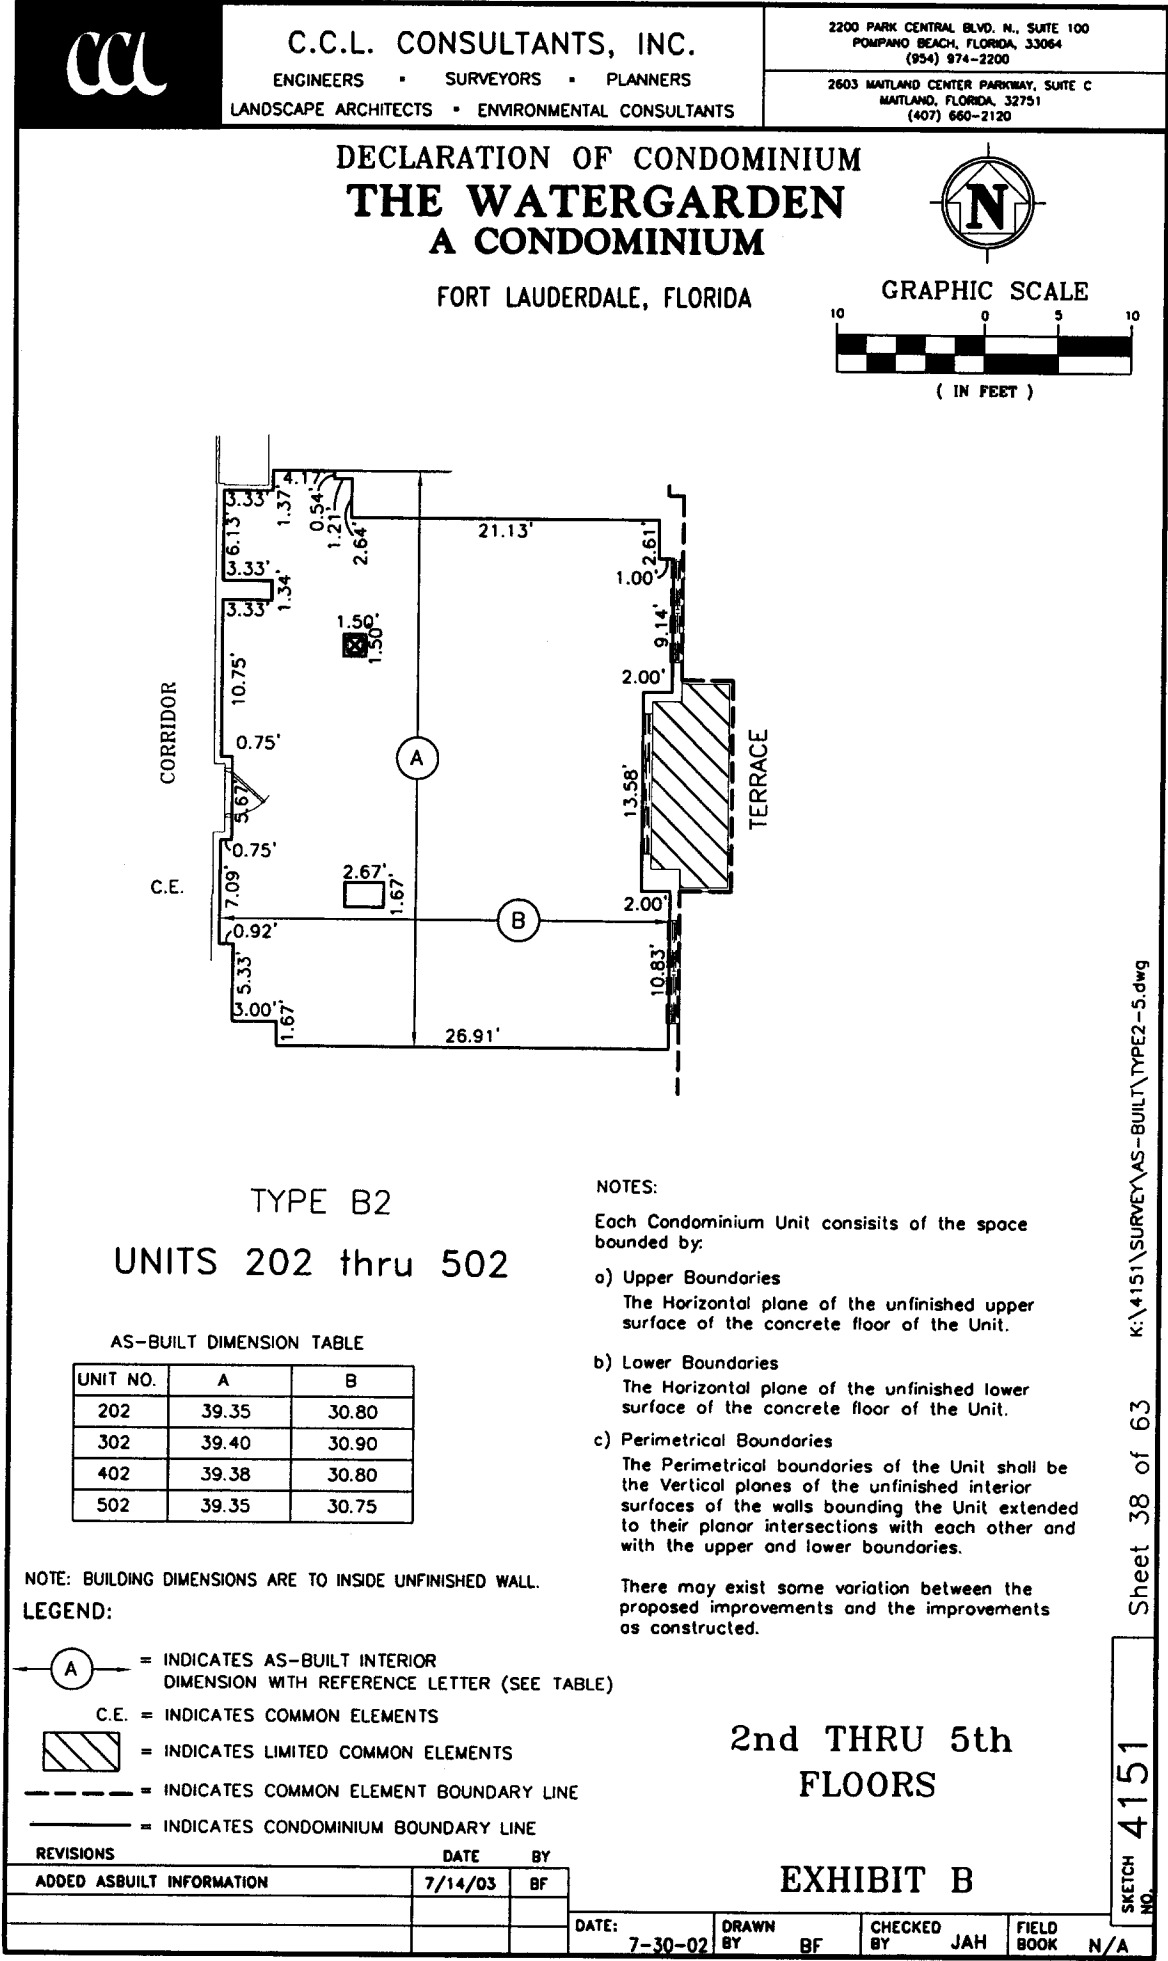 CCL
C.C.L. CONSULTANTS, INC.
ENGINEERS • SURVEYORS • PLANNERS
LANDSCAPE ARCHITECTS • ENVIRONMENTAL CONSULTANTS
2200 PARK CENTRAL BLVD. N., SUITE 100
POMPANO BEACH, FLORIDA, 33064
(954) 974-2200
2603 MAITLAND CENTER PARKWAY, SUITE C
MAITLAND, FLORIDA, 32751
(407) 660-2120
DECLARATION OF CONDOMINIUM
THE WATERGARDEN
A CONDOMINIUM
FORT LAUDERDALE, FLORIDA
N
GRAPHIC SCALE
10 0 5 10
( IN FEET )
4.17'
3.33'
1.37'
0.54'
1.21'
2.64'
6.13'
21.13'
2.61'
3.33'
1.34'
1.00'
3.33'
1.50'
1.50'
9.14'
10.75'
2.00'
CORRIDOR
0.75'
A
TERRACE
5.67'
13.58'
0.75'
C.E.
7.09'
2.67'
1.67'
2.00'
B
0.92'
5.33'
10.83'
3.00'
1.67'
26.91'
TYPE B2
UNITS 202 thru 502
AS-BUILT DIMENSION TABLE
UNIT NO. A B
202 39.35 30.80
302 39.40 30.90
402 39.38 30.80
502 39.35 30.75
NOTES:
Each Condominium Unit consisits of the space
bounded by:
a) Upper Boundaries
The Horizontal plane of the unfinished upper
surface of the concrete floor of the Unit.
b) Lower Boundaries
The Horizontal plane of the unfinished lower
surface of the concrete floor of the Unit.
c) Perimetrical Boundaries
The Perimetrical boundaries of the Unit shall be
the Vertical planes of the unfinished interior
surfaces of the walls bounding the Unit extended
to their planar intersections with each other and
with the upper and lower boundaries.
There may exist some variation between the
proposed improvements and the improvements
as constructed.
NOTE: BUILDING DIMENSIONS ARE TO INSIDE UNFINISHED WALL.
LEGEND:
A = INDICATES AS-BUILT INTERIOR
DIMENSION WITH REFERENCE LETTER (SEE TABLE)
C.E. = INDICATES COMMON ELEMENTS
= INDICATES LIMITED COMMON ELEMENTS
= INDICATES COMMON ELEMENT BOUNDARY LINE
= INDICATES CONDOMINIUM BOUNDARY LINE
2nd THRU 5th
FLOORS
EXHIBIT B
REVISIONS DATE BY
ADDED ASBUILT INFORMATION 7/14/03 BF
DATE: 7-30-02
DRAWN BY BF
CHECKED BY JAH
FIELD BOOK N/A
K:\4151\SURVEY\AS-BUILT\TYPE2-5.dwg
Sheet 38 of 63
SKETCH NO. 4151